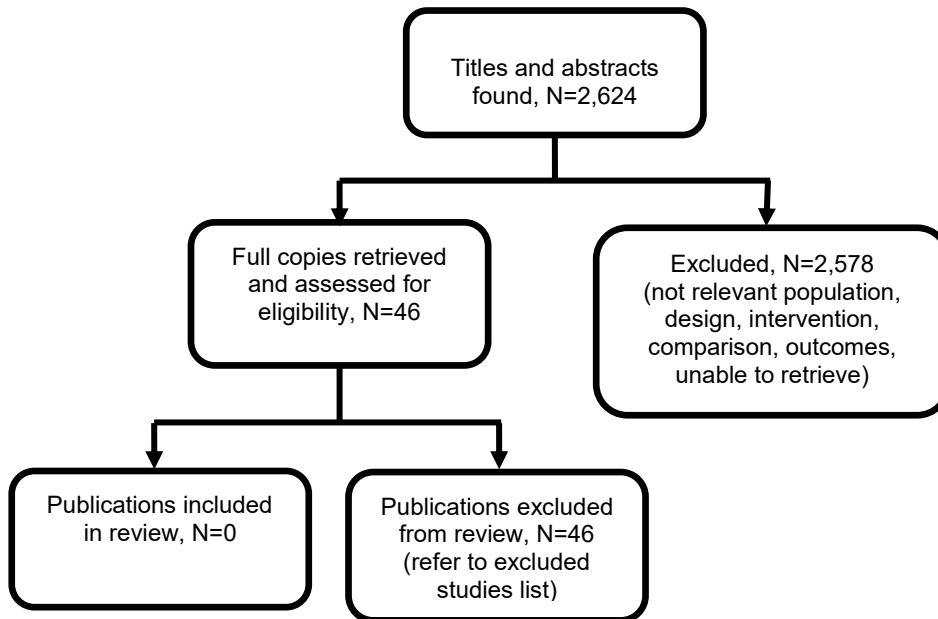 Titles and abstracts
found, N=2,624
Full copies retrieved
and assessed for
eligibility, N=46
Excluded, N=2,578
(not relevant population,
design, intervention,
comparison, outcomes,
unable to retrieve)
Publications included
in review, N=0
Publications excluded
from review, N=46
(refer to excluded
studies list)